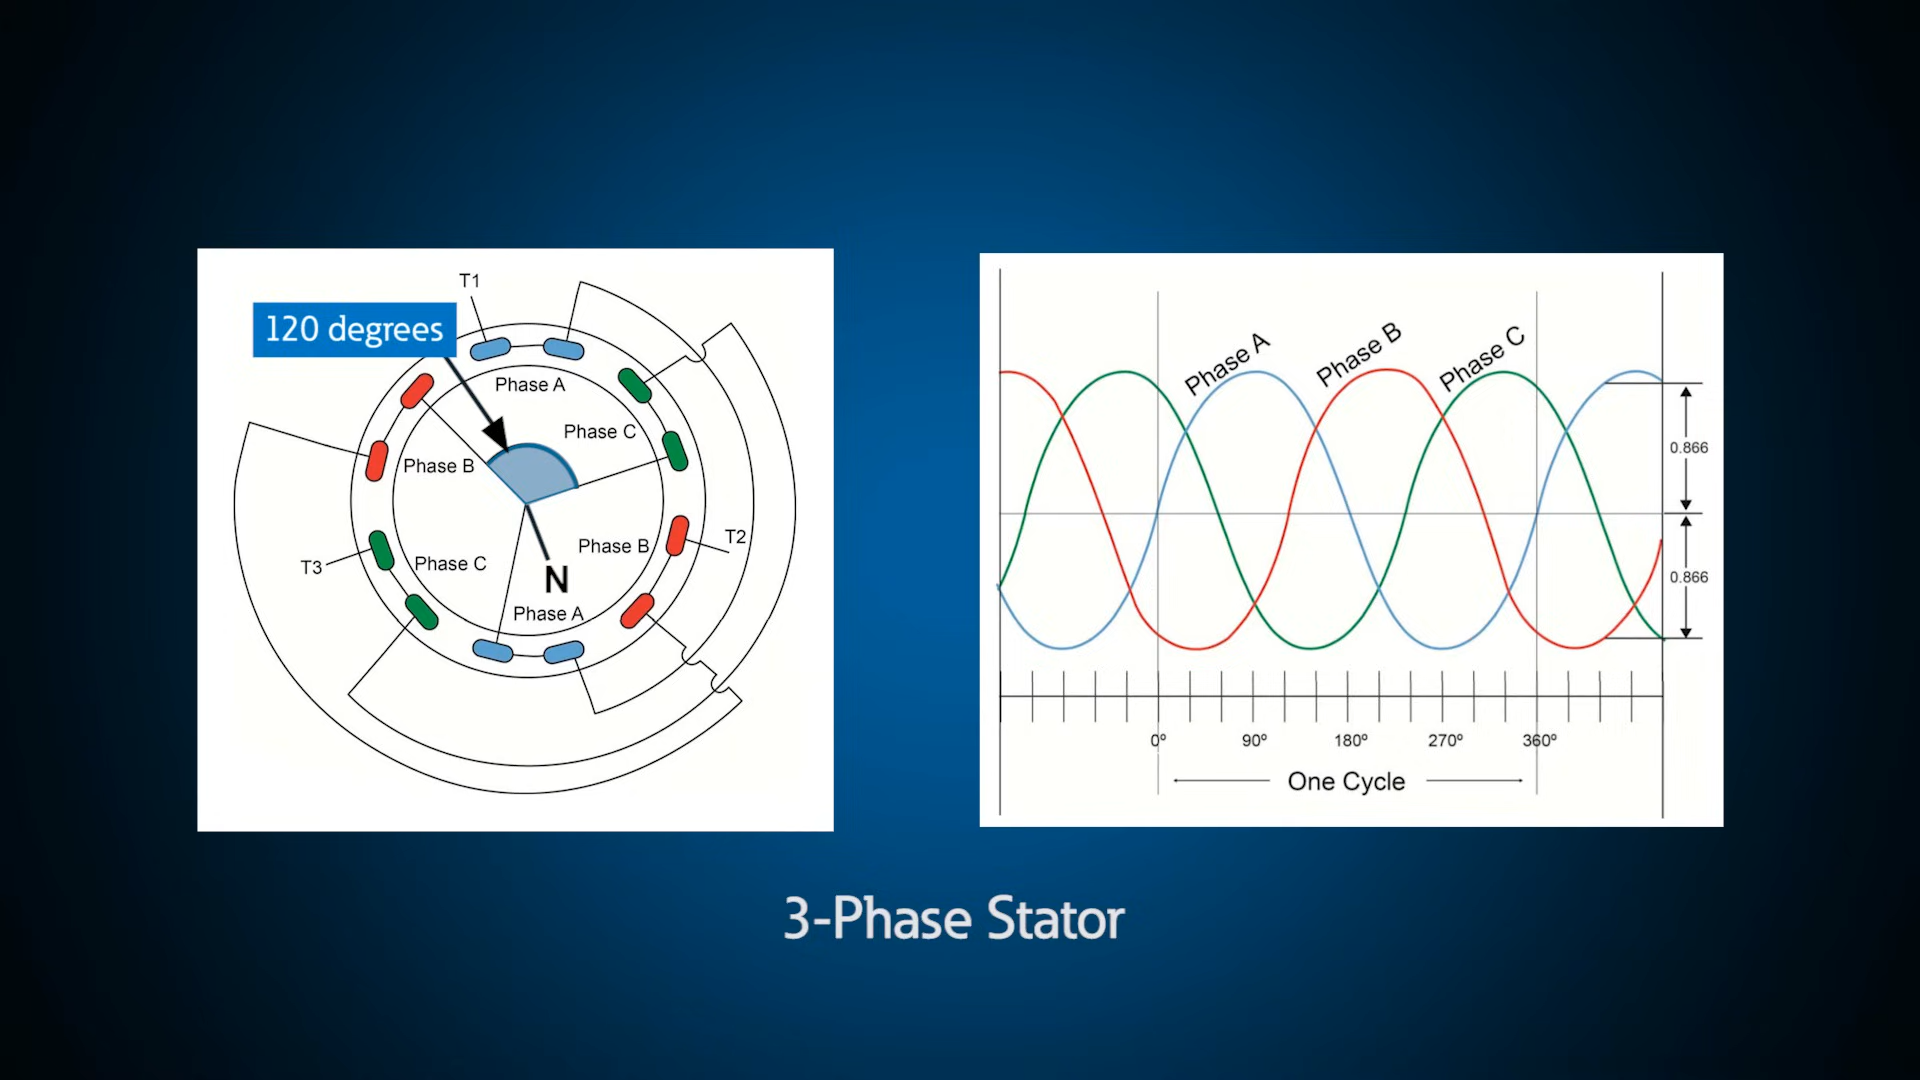 T1
120 degrees
Phase A
Phase C
Phase B
Phase B
T2
T3
Phase C
N
Phase A
Phase A
Phase B
Phase C
0.866
0.866
0º
90º
180º
270º
360º
One Cycle
3-Phase Stator